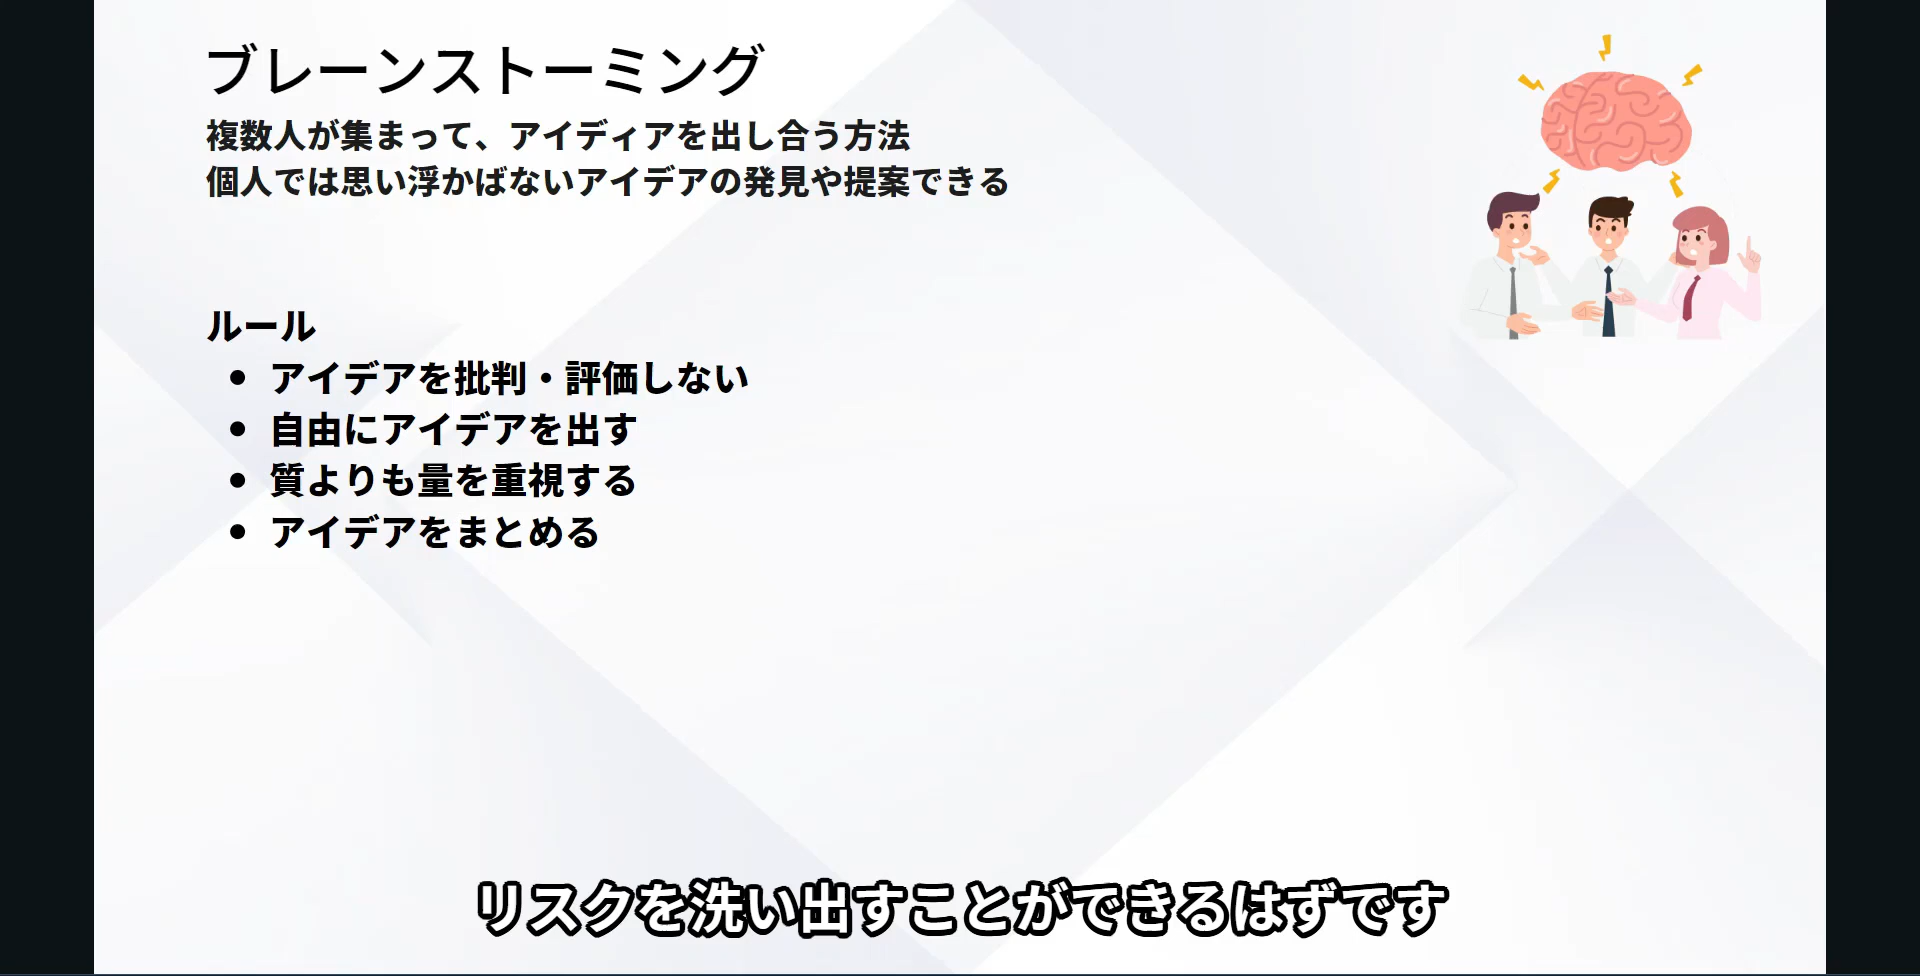 ブレーンストーミング
複数人が集まって、アイディアを出し合う方法
個人では思い浮かばないアイデアの発見や提案できる
ルール
• アイデアを批判・評価しない
• 自由にアイデアを出す
• 質よりも量を重視する
• アイデアをまとめる
リスクを洗い出すことができるはずです